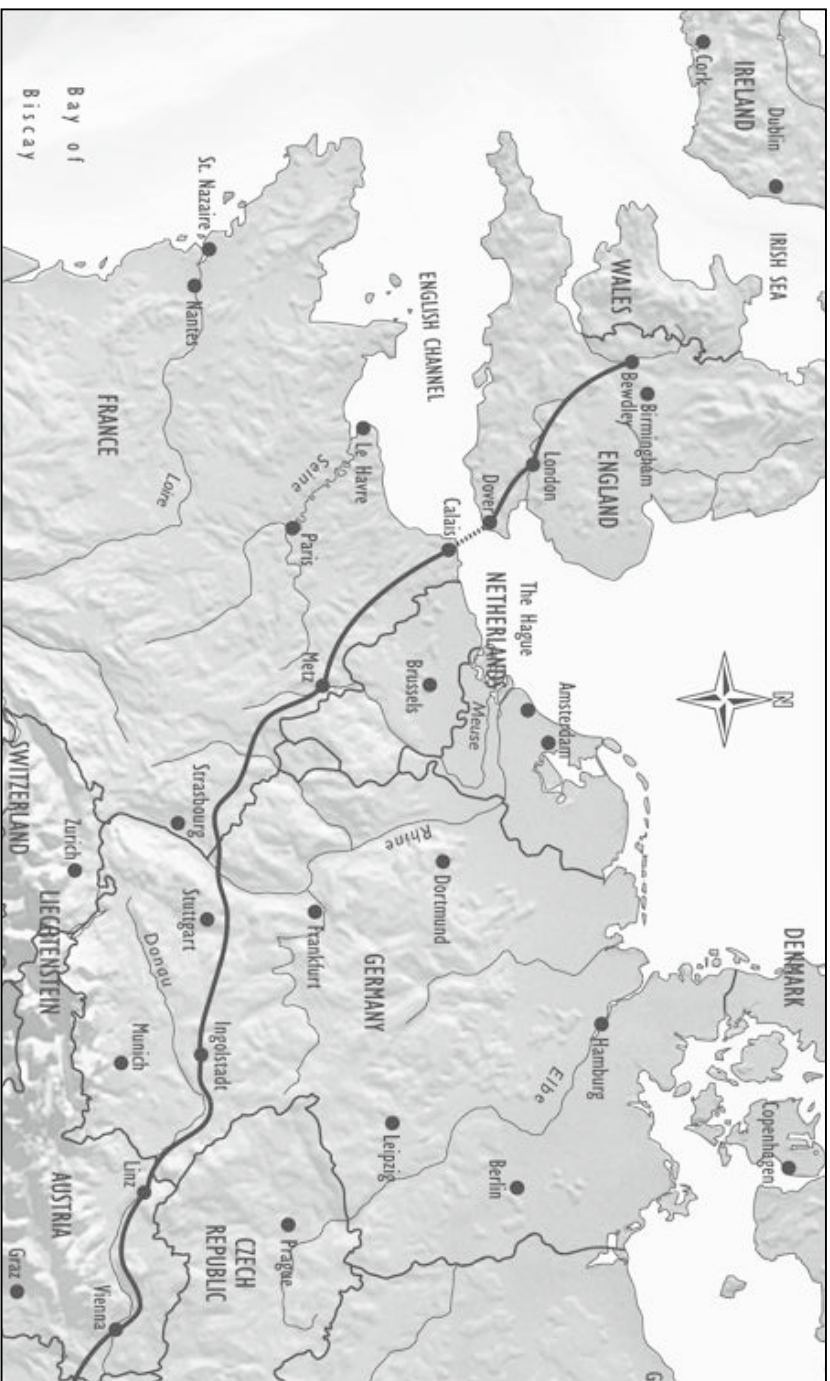 Cork
IRELAND
Dublin
IRISH SEA
WALES
Bewdley
Birmingham
ENGLAND
London
Dover
ENGLISH CHANNEL
Calais
Bay of
Biscay
St. Nazaire
Nantes
FRANCE
Loire
Le Havre
Seine
Paris
Metz
The Hague
NETHERLANDS
Amsterdam
Brussels
Meuse
N
DENMARK
Copenhagen
Strasbourg
Zurich
SWITZERLAND
LIECHTENSTEIN
Rhine
Dortmund
Stuttgart
Frankfurt
GERMANY
Donau
Munich
Ingolstadt
Hamburg
Elbe
Leipzig
Berlin
Linz
AUSTRIA
Graz
Vienna
Prague
CZECH
REPUBLIC
G